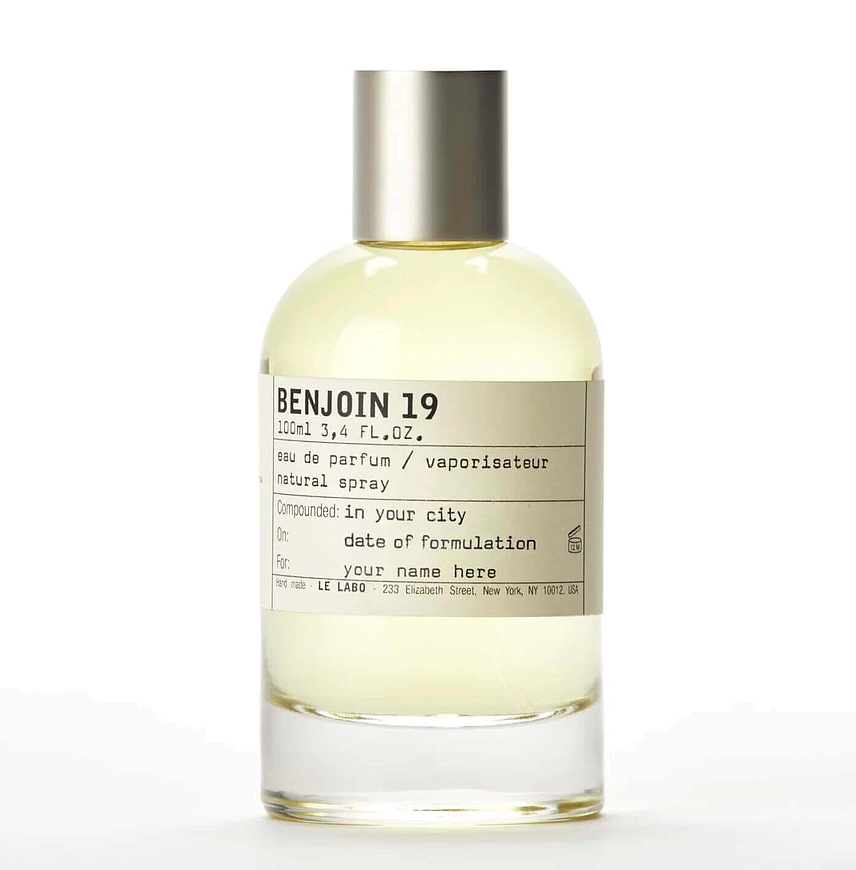 BENJOIN 19
100ml 3,4 FL.OZ.
eau de parfum / vaporisateur
natural spray
Compounded: in your city
On: date of formulation
For: your name here
Hand made - LE LABO - 233 Elizabeth Street, New York, NY 10012, USA
12 M